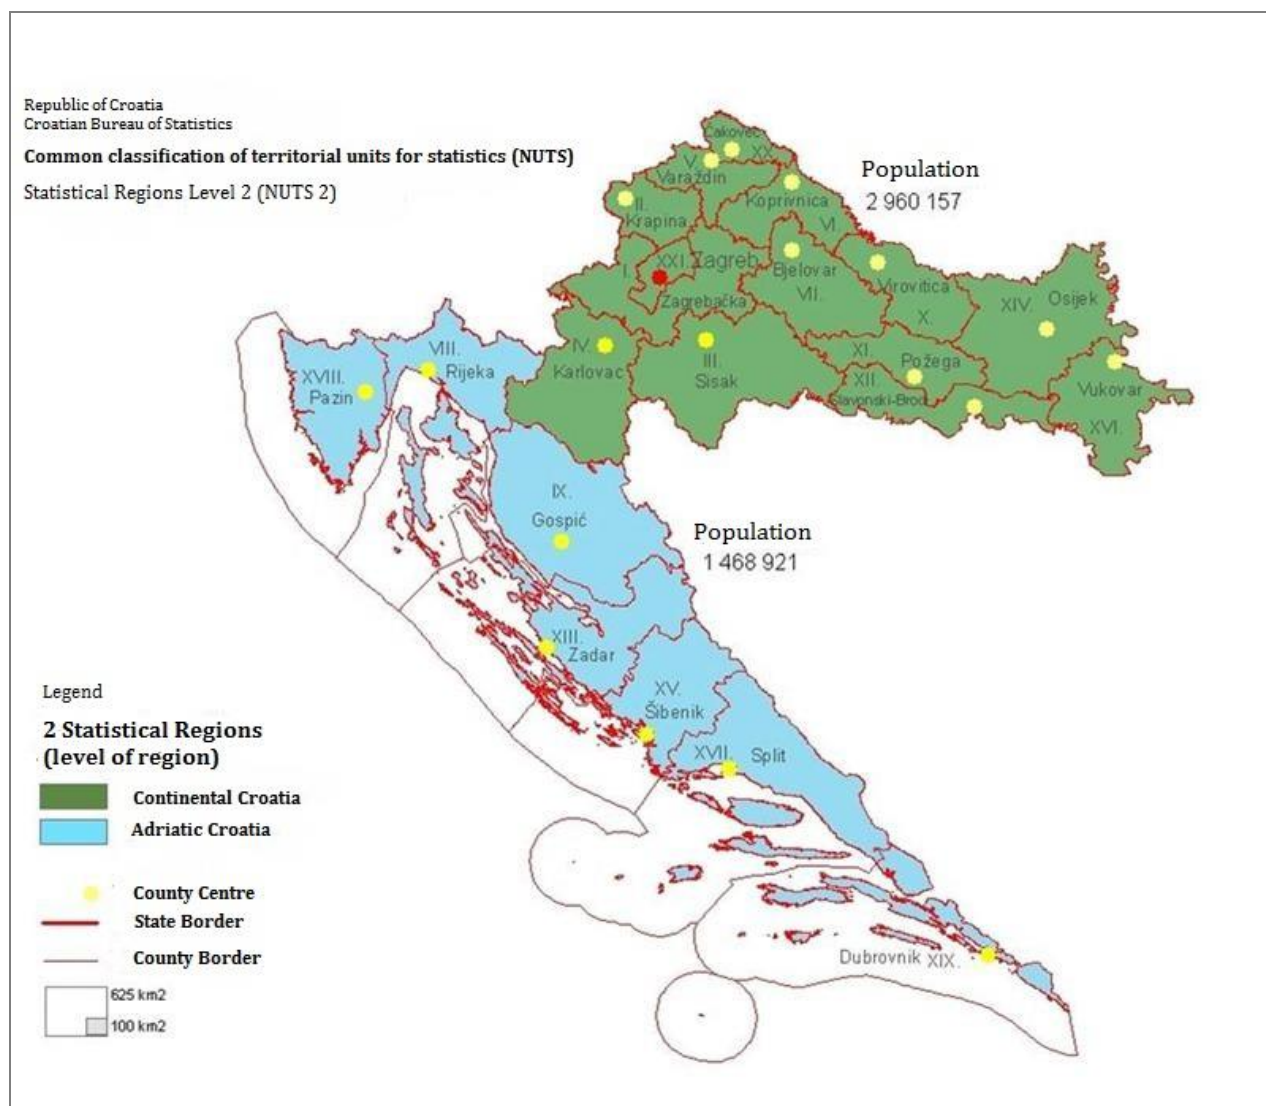 Republic of Croatia
Croatian Bureau of Statistics
Common classification of territorial units for statistics (NUTS)
Statistical Regions Level 2 (NUTS 2)
Čakovec
XX.
V.
Varaždin
Population
2 960 157
Koprivnica
VI.
II.
Krapina
I.
XXI.
Zagreb
Zagrebačka
Bjelovar
VII.
Virovitica
X.
XIV.
Osijek
VIII.
Rijeka
IV.
Karlovac
III.
Sisak
XI.
Požega
XII.
Slavonski-Brod
Vukovar
XVI.
XVIII.
Pazin
IX.
Gospić
Population
1 468 921
XIII.
Zadar
XV.
Šibenik
XVII.
Split
Dubrovnik XIX.
Legend
2 Statistical Regions
(level of region)
Continental Croatia
Adriatic Croatia
County Centre
State Border
County Border
625 km2
100 km2